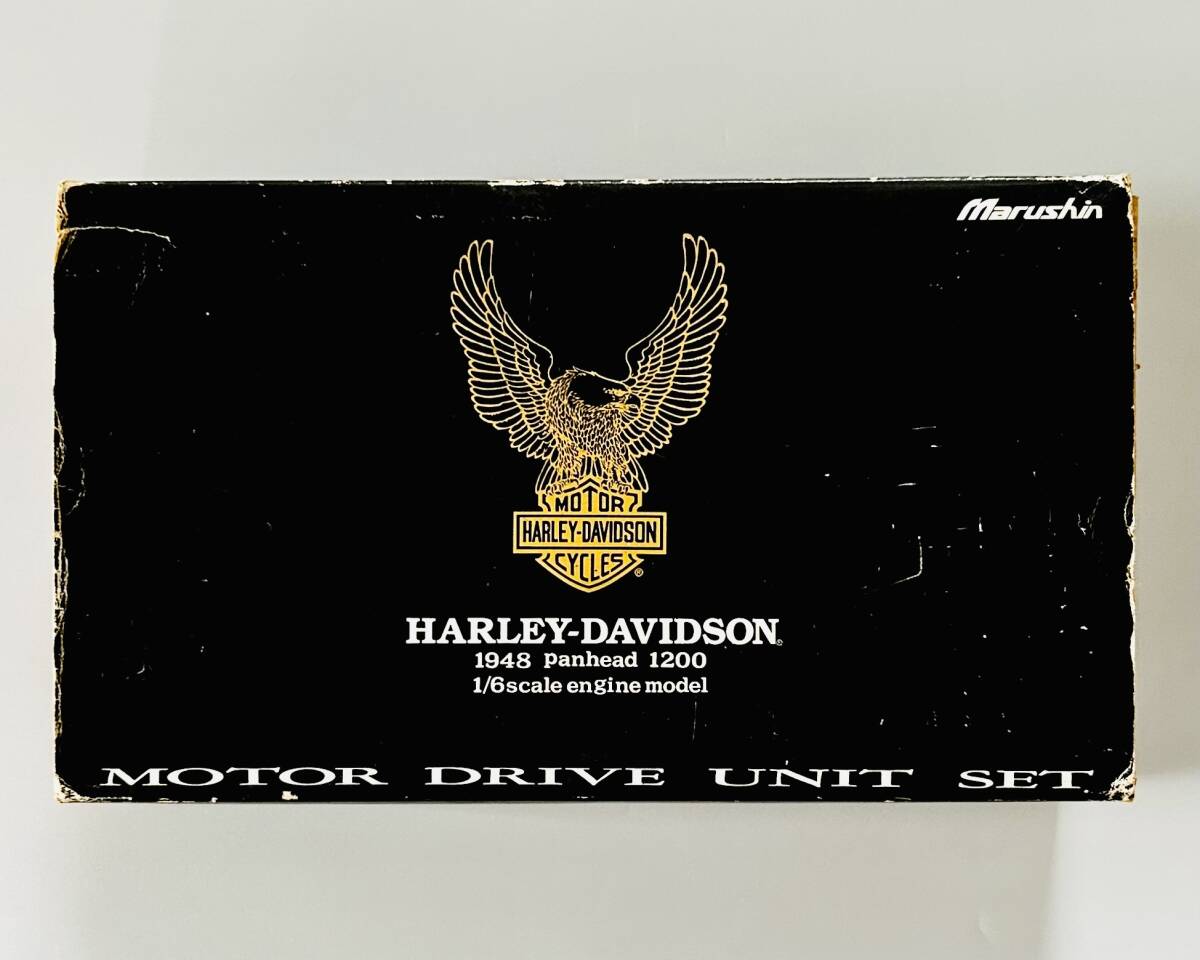 Marushin
MOTOR
HARLEY-DAVIDSON
CYCLES ®
HARLEY-DAVIDSON®
1948 panhead 1200
1/6scale engine model
MOTOR DRIVE UNIT SET.